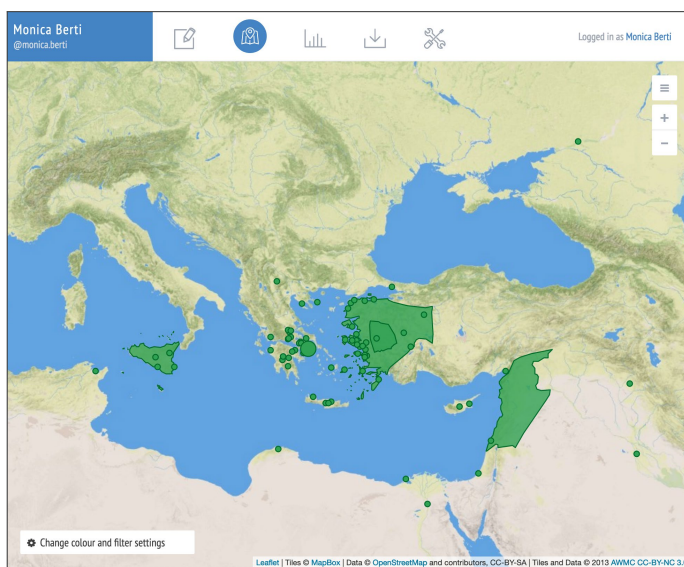 Monica Berti
@monica.berti
Logged in as Monica Berti
+
−
Change colour and filter settings
Leaflet | Tiles © MapBox | Data © OpenStreetMap and contributors, CC-BY-SA | Tiles and Data © 2013 AWMC CC-BY-NC 3.0